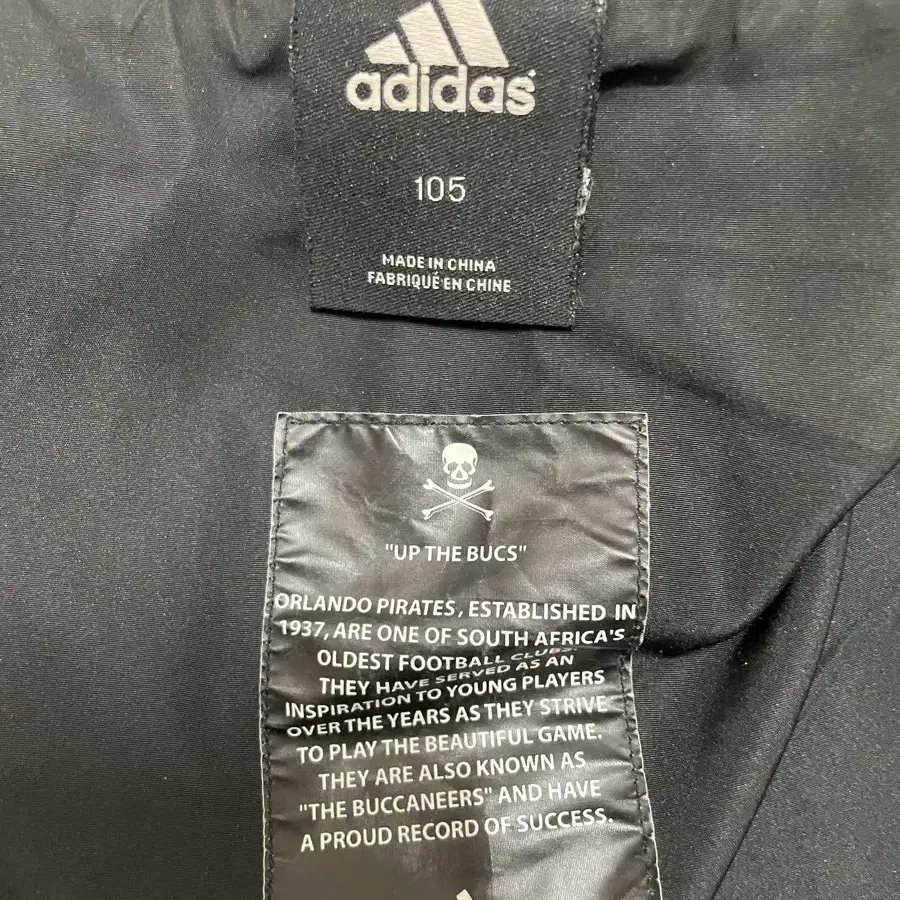 adidas
105
MADE IN CHINA
FABRIQUÉ EN CHINE
"UP THE BUCS"
ORLANDO PIRATES, ESTABLISHED IN
1937, ARE ONE OF SOUTH AFRICA'S
OLDEST FOOTBALL CLUBS.
THEY HAVE SERVED AS AN
INSPIRATION TO YOUNG PLAYERS
OVER THE YEARS AS THEY STRIVE
TO PLAY THE BEAUTIFUL GAME.
THEY ARE ALSO KNOWN AS
"THE BUCCANEERS" AND HAVE
A PROUD RECORD OF SUCCESS.